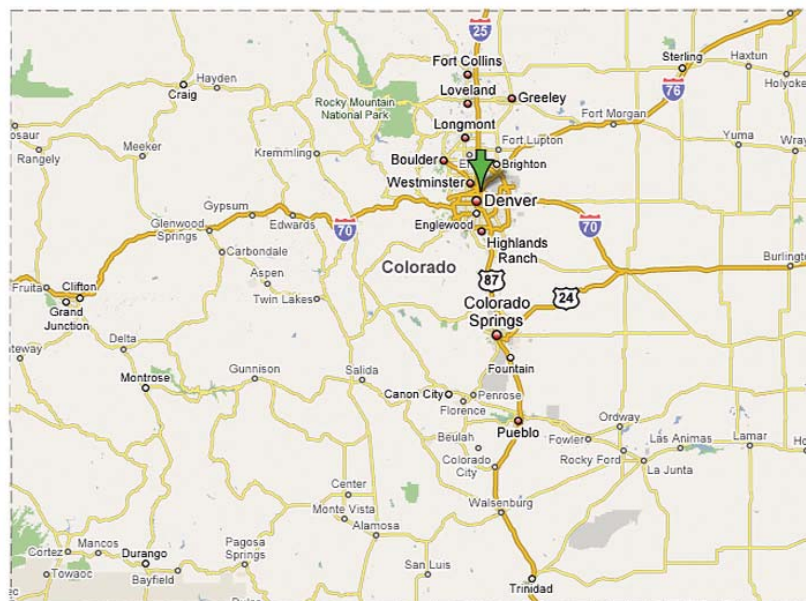 25
Fort Collins
Sterling
Haxtun
Hayden
Holyoke
Craig
Loveland
76
Rocky Mountain
National Park
Greeley
Fort Morgan
Longmont
Yuma
Wray
Rangely
Meeker
Kremmling
Fort Lupton
Boulder
Brighton
Westminster
Denver
Gypsum
Glenwood
Springs
Edwards
70
Englewood
70
Highlands
Ranch
Carbondale
Colorado
Burlington
Aspen
87
Fruita
Clifton
Twin Lakes
24
Grand
Junction
Colorado
Springs
Delta
Fountain
Gunnison
Salida
Montrose
Canon City
Penrose
Florence
Ordway
Pueblo
Beulah
Fowler
Las Animas
Lamar
Colorado
City
Rocky Ford
La Junta
Center
Monte Vista
Walsenburg
Alamosa
Cortez
Mancos
Durango
Pagosa
Springs
Towaoc
Bayfield
San Luis
Trinidad